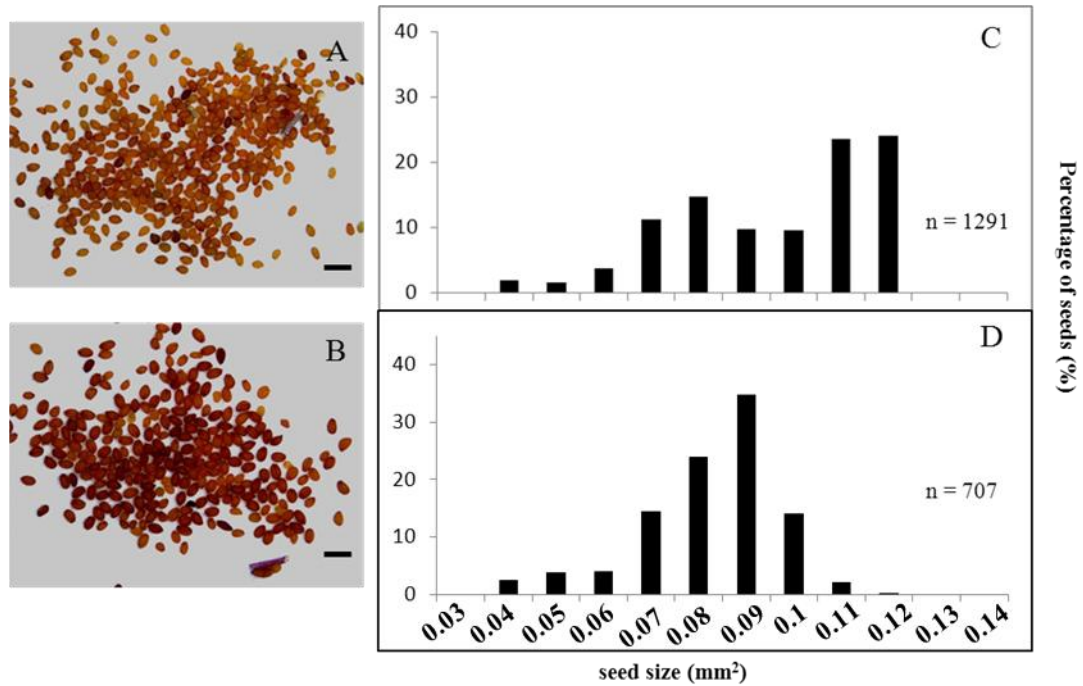 A
B
C
40
30
20
10
0
n = 1291
D
40
30
20
10
0
n = 707
0.03 0.04 0.05 0.06 0.07 0.08 0.09 0.1 0.11 0.12 0.13 0.14
seed size (mm²)
Percentage of seeds (%)